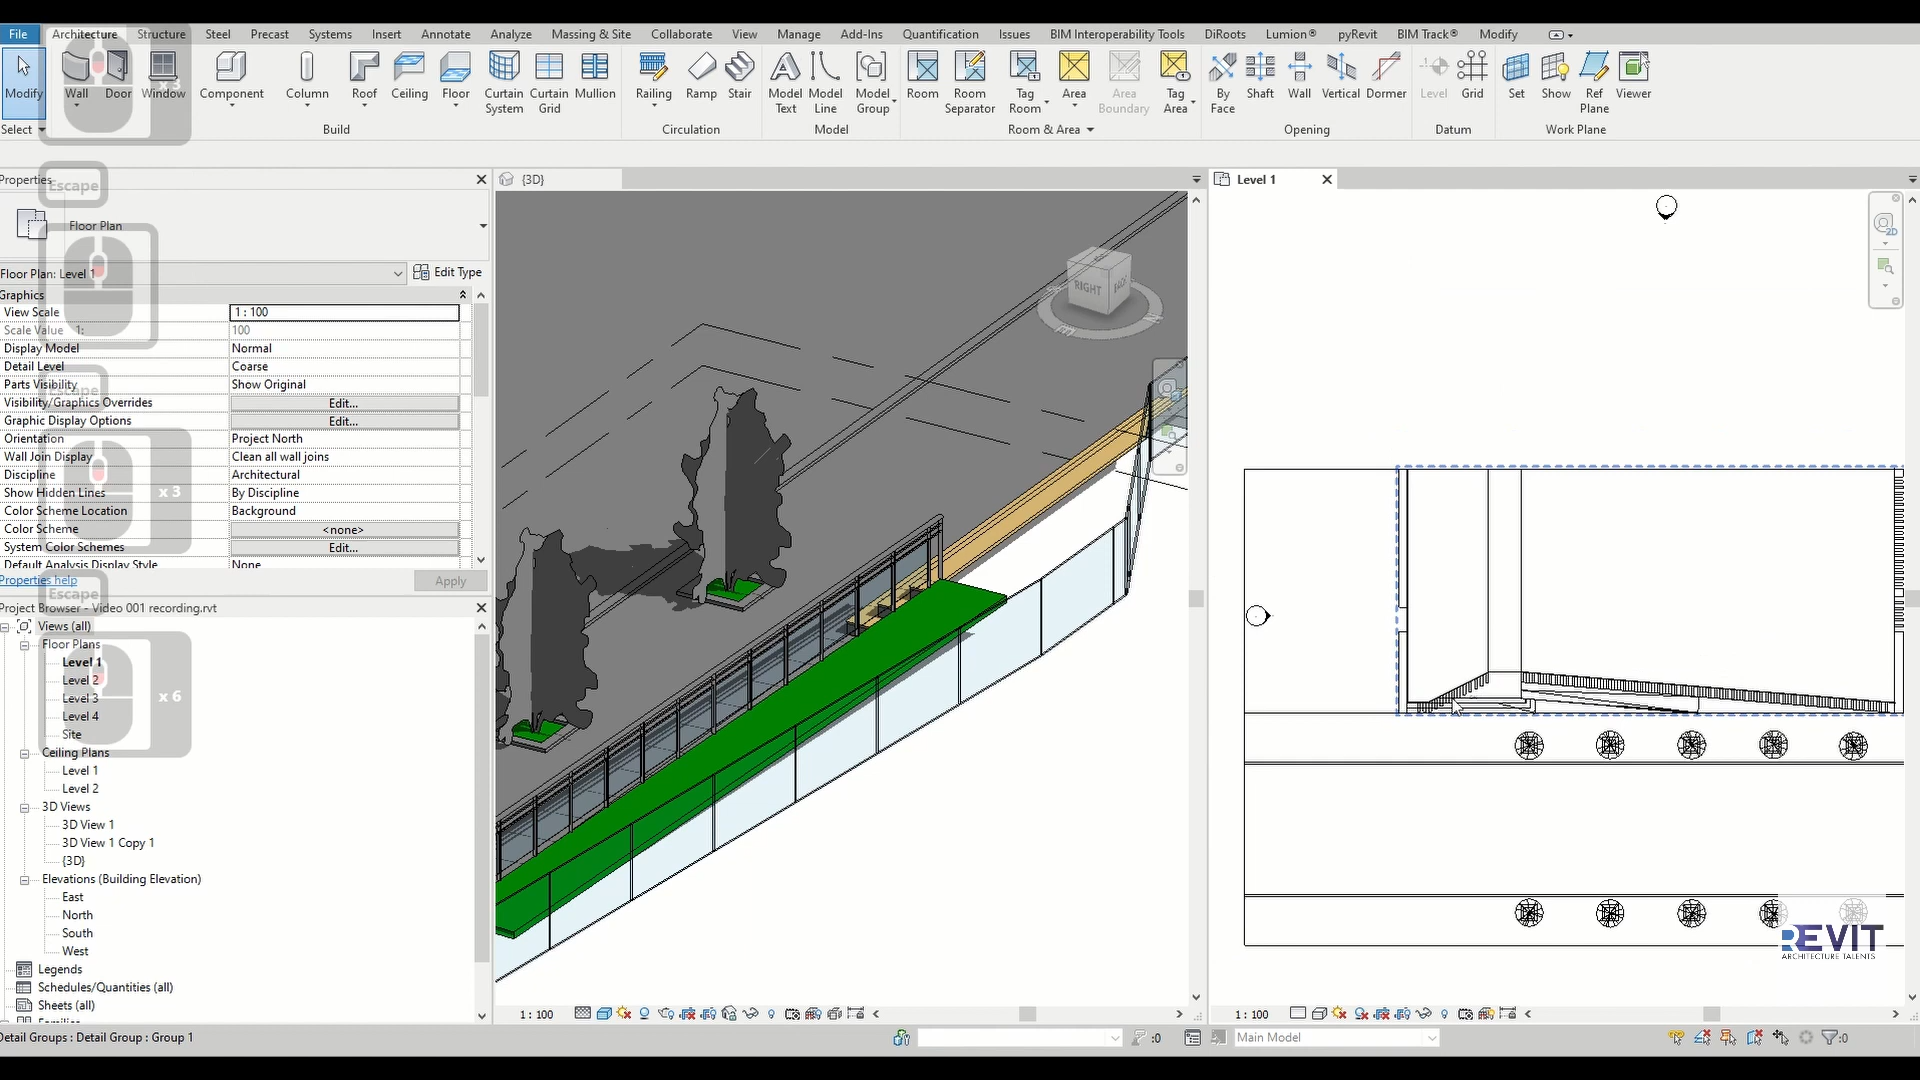 File Architecture Structure Steel Precast Systems Insert Annotate Analyze Massing & Site Collaborate View Manage Add-Ins Quantification Issues BIM Interoperability Tools DiRoots Lumion® pyRevit BIM Track® Modify
Modify Wall Door Window Component Column Roof Ceiling Floor Curtain System Curtain Grid Mullion Railing Ramp Stair Model Text Model Line Model Group Room Room Separator Tag Room Area Area Boundary Tag Area By Face Shaft Wall Vertical Dormer Level Grid Set Show Ref Plane Viewer
x 3
Select Build Circulation Model Room & Area Opening Datum Work Plane
Properties
Escape
{3D}
Level 1
Floor Plan
Floor Plan: Level 1
Edit Type
Graphics
View Scale 1 : 100
Scale Value 1: 100
Display Model Normal
Detail Level Coarse
Parts Visibility Show Original
Escape
Visibility/Graphics Overrides Edit...
Graphic Display Options Edit...
Orientation Project North
Wall Join Display Clean all wall joins
Discipline Architectural
Show Hidden Lines By Discipline
x 3
Color Scheme Location Background
Color Scheme <none>
System Color Schemes Edit...
Default Analysis Display Style None
Properties help
Apply
Escape
Project Browser - Video 001 recording.rvt
Views (all)
Floor Plans
Level 1
Level 2
Level 3
x 6
Level 4
Site
Ceiling Plans
Level 1
Level 2
3D Views
3D View 1
3D View 1 Copy 1
{3D}
Elevations (Building Elevation)
East
North
South
West
Legends
Schedules/Quantities (all)
Sheets (all)
RIGHT BACK
2D
REVIT
ARCHITECTURE TALENTS
1 : 100
1 : 100
Detail Groups : Detail Group : Group 1
:0
Main Model
:0